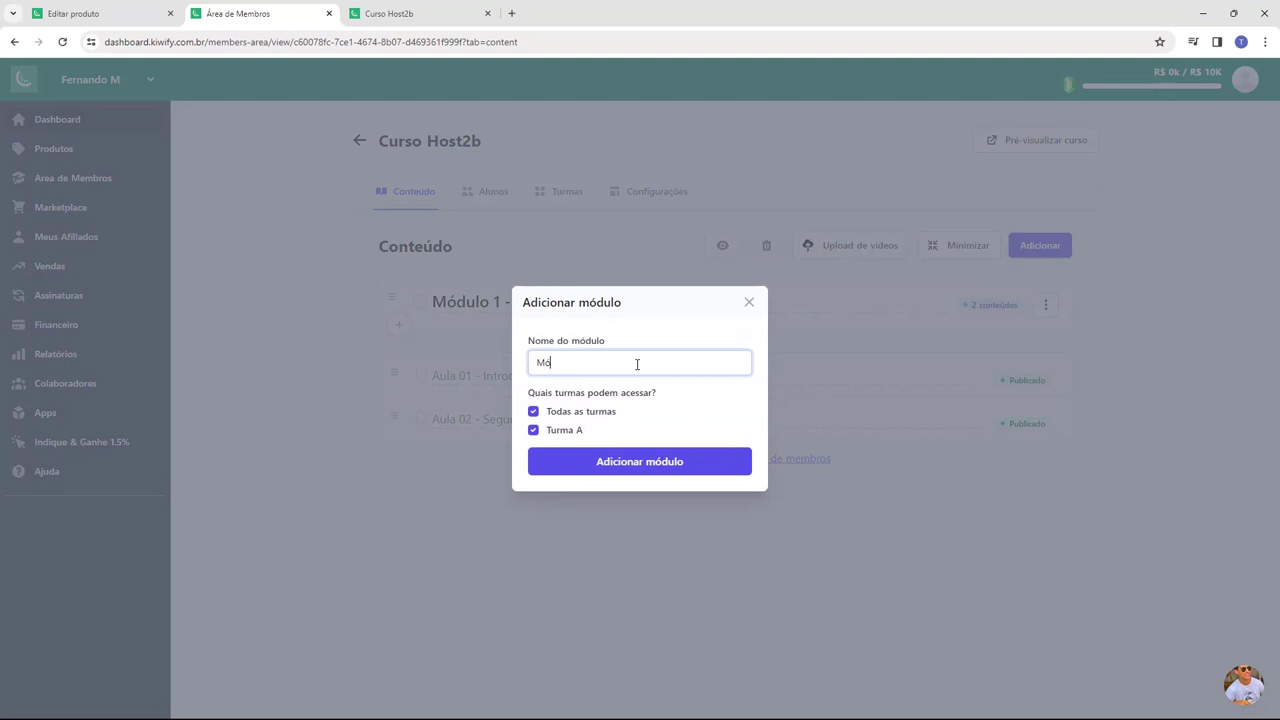 Editar produto
Área de Membros
Curso Host2b
dashboard.kiwify.com.br/members-area/view/c60078fc-7ce1-4674-8b07-d469361f999f?tab=content
T
Fernando M
R$ 0k / R$ 10K
Dashboard
Produtos
Área de Membros
Marketplace
Meus Afiliados
Vendas
Assinaturas
Financeiro
Relatórios
Colaboradores
Apps
Indique & Ganhe 1.5%
Ajuda
Curso Host2b
Pré-visualizar curso
Conteúdo
Alunos
Turmas
Configurações
Conteúdo
Upload de vídeos
Minimizar
Adicionar
Módulo 1 -
2 conteúdos
Aula 01 - Introd
Publicado
Aula 02 - Segu
Publicado
de membros
Adicionar módulo
Nome do módulo
Mó
Quais turmas podem acessar?
Todas as turmas
Turma A
Adicionar módulo